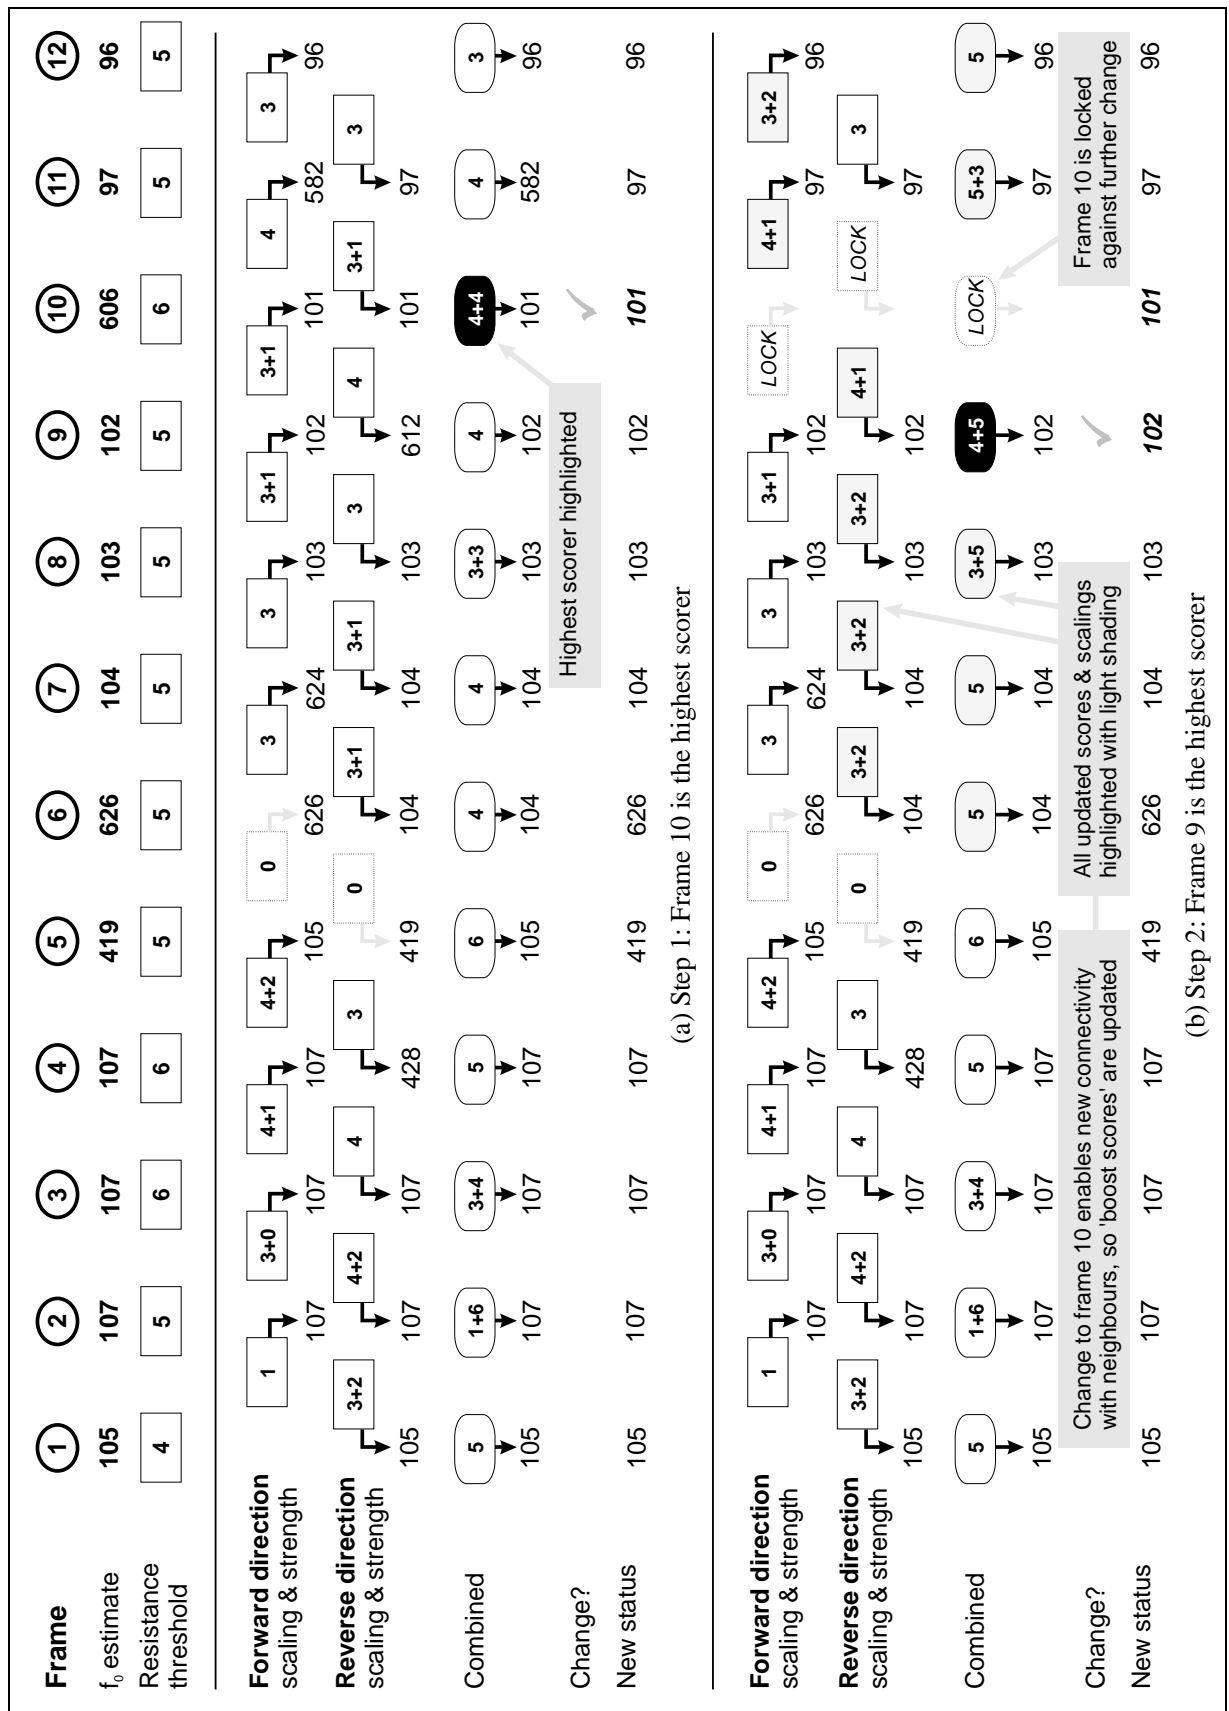 Frame 1 2 3 4 5 6 7 8 9 10 11 12
f₀ estimate 105 107 107 107 419 626 104 103 102 606 97 96
Resistance
threshold
4 5 6 6 5 5 5 5 5 6 5 5
Forward direction
scaling & strength
1 3+0 4+1 4+2 0 3 3 3+1 3+1 4 3
107 107 107 105 626 624 103 102 101 582 96
Reverse direction
scaling & strength
3+2 4+2 4 3 0 3+1 3+1 3 4 3+1 3
105 107 107 428 419 104 104 103 612 101 97
Combined 5 1+6 3+4 5 6 4 4 3+3 4 4+4 4 3
105 107 107 107 105 104 104 103 102 101 582 96
Change?
Highest scorer highlighted
New status 105 107 107 107 419 626 104 103 102 101 97 96
(a) Step 1: Frame 10 is the highest scorer
Forward direction
scaling & strength
1 3+0 4+1 4+2 0 3 3 3+1 LOCK 4+1 3+2
107 107 107 105 626 624 103 102 97 96
Reverse direction
scaling & strength
3+2 4+2 4 3 0 3+2 3+2 3+2 4+1 LOCK 3
105 107 107 428 419 104 104 103 102 97
Combined 5 1+6 3+4 5 6 5 5 3+5 4+5 LOCK 5+3 5
105 107 107 107 105 104 104 103 102 97 96
Change?
Change to frame 10 enables new connectivity
with neighbours, so 'boost scores' are updated
All updated scores & scalings
highlighted with light shading
Frame 10 is locked
against further change
New status 105 107 107 107 419 626 104 103 102 101 97 96
(b) Step 2: Frame 9 is the highest scorer